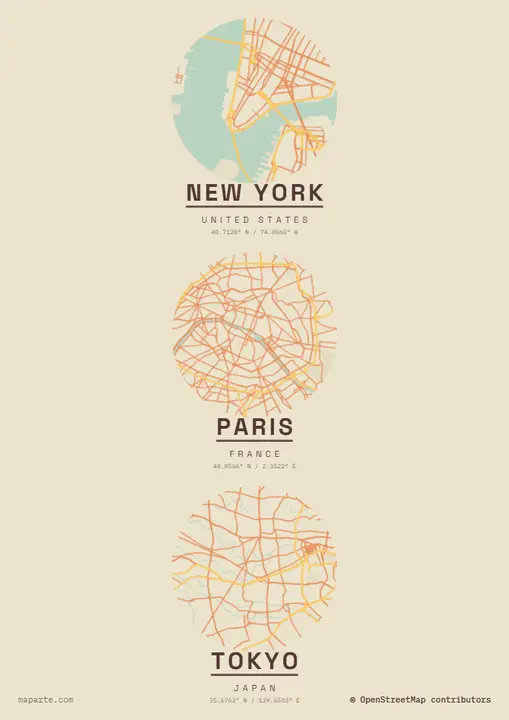 NEW YORK
UNITED STATES
40.7128° N / 74.0060° W
PARIS
FRANCE
48.8566° N / 2.3522° E
TOKYO
JAPAN
35.6762° N / 139.6503° E
maparte.com
© OpenStreetMap contributors